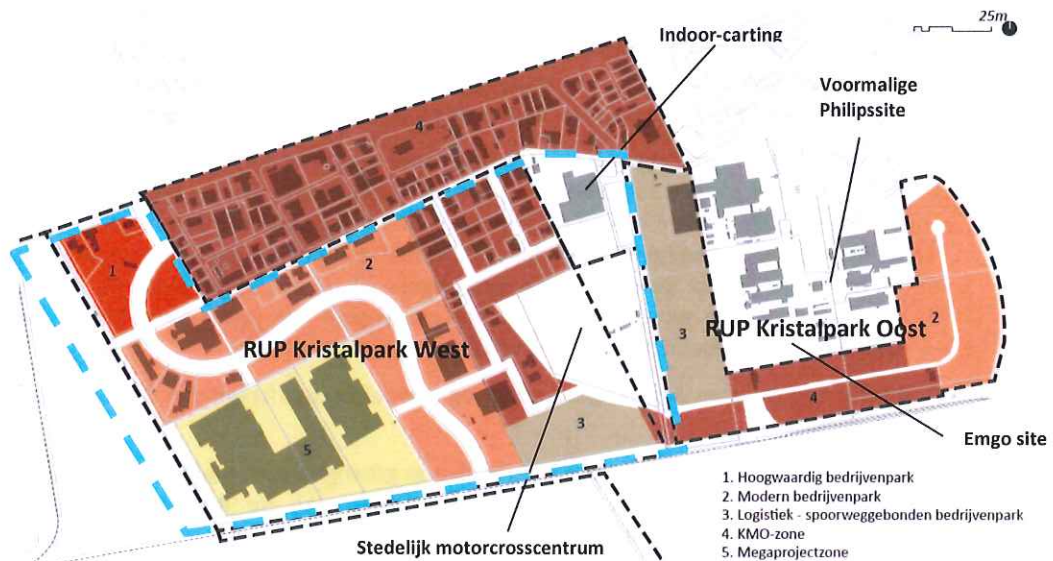 25m
Indoor-carting
Voormalige
Philipssite
4
1
2
3
2
RUP Kristalpark West
RUP Kristalpark Oost
5
3
4
Emgo site
Stedelijk motorcrosscentrum
1. Hoogwaardig bedrijvenpark
2. Modern bedrijvenpark
3. Logistiek - spoorweggebonden bedrijvenpark
4. KMO-zone
5. Megaprojectzone